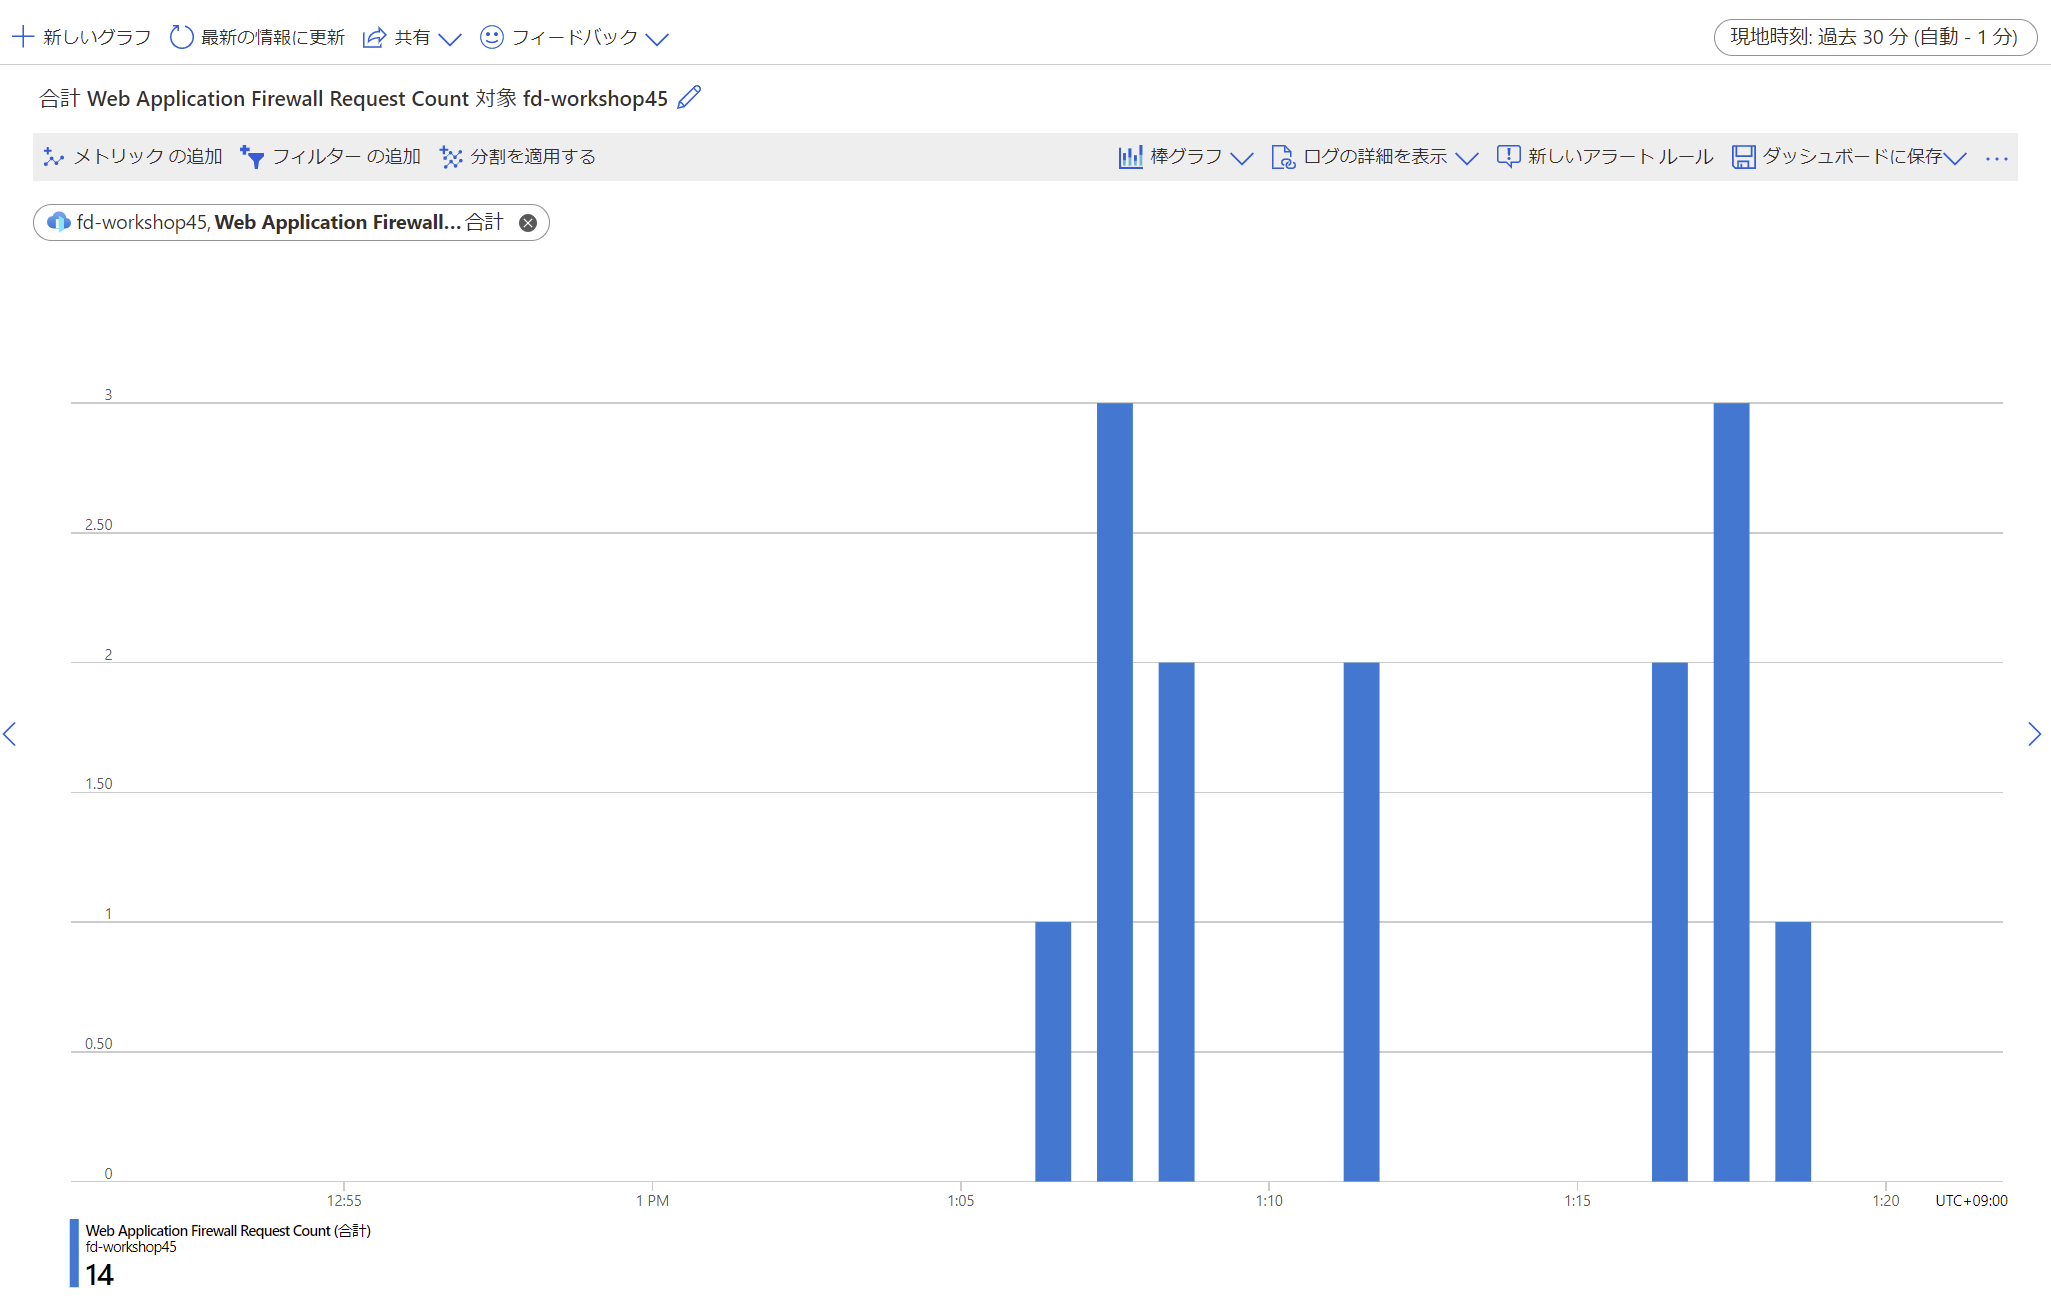 新しいグラフ 最新の情報に更新 共有 フィードバック 現地時刻: 過去 30 分 (自動 - 1 分)
合計 Web Application Firewall Request Count 対象 fd-workshop45
メトリック の追加 フィルター の追加 分割を適用する 棒グラフ ログの詳細を表示 新しいアラート ルール ダッシュボードに保存 ...
fd-workshop45, Web Application Firewall... 合計
3
2.50
2
1.50
1
0.50
0
12:55 1 PM 1:05 1:10 1:15 1:20 UTC+09:00
Web Application Firewall Request Count (合計)
fd-workshop45
14